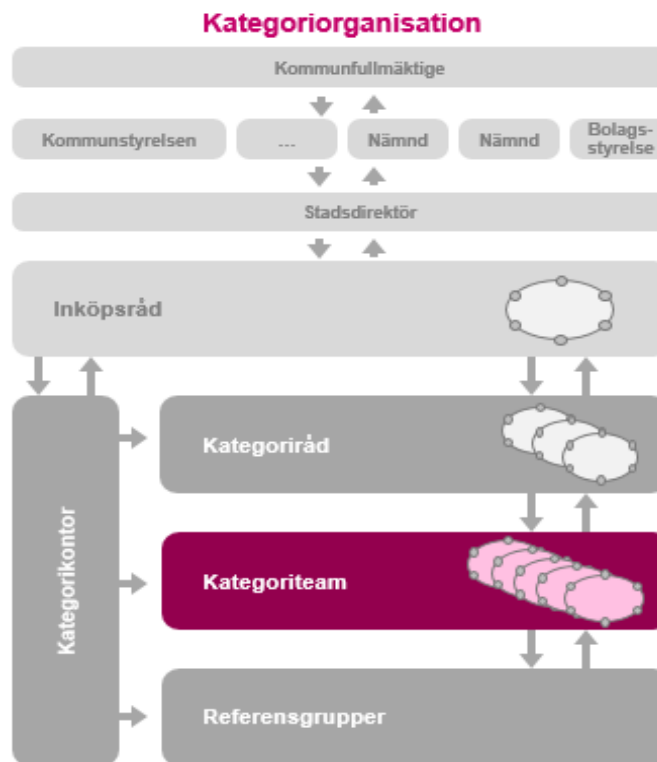 Kategoriorganisation
Kommunfullmäktige
Kommunstyrelsen
...
Nämnd
Nämnd
Bolags-
styrelse
Stadsdirektör
Inköpsråd
Kategorikontor
Kategoriråd
Kategoriteam
Referensgrupper